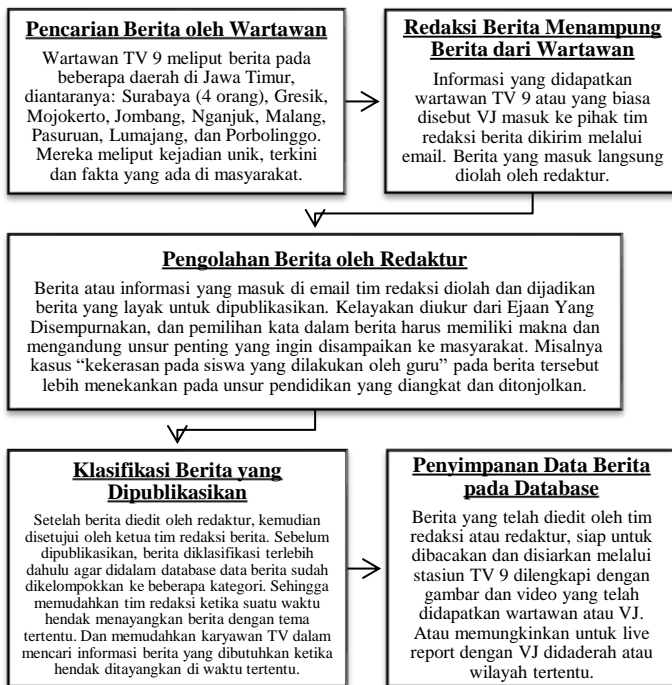 Pencarian Berita oleh Wartawan
Wartawan TV 9 meliput berita pada
beberapa daerah di Jawa Timur,
diantaranya: Surabaya (4 orang), Gresik,
Mojokerto, Jombang, Nganjuk, Malang,
Pasuruan, Lumajang, dan Porbolinggo.
Mereka meliput kejadian unik, terkini
dan fakta yang ada di masyarakat.
Redaksi Berita Menampung
Berita dari Wartawan
Informasi yang didapatkan
wartawan TV 9 atau yang biasa
disebut VJ masuk ke pihak tim
redaksi berita dikirim melalui
email. Berita yang masuk langsung
diolah oleh redaktur.
Pengolahan Berita oleh Redaktur
Berita atau informasi yang masuk di email tim redaksi diolah dan dijadikan
berita yang layak untuk dipublikasikan. Kelayakan diukur dari Ejaan Yang
Disempurnakan, dan pemilihan kata dalam berita harus memiliki makna dan
mengandung unsur penting yang ingin disampaikan ke masyarakat. Misalnya
kasus “kekerasan pada siswa yang dilakukan oleh guru” pada berita tersebut
lebih menekankan pada unsur pendidikan yang diangkat dan ditonjolkan.
Klasifikasi Berita yang
Dipublikasikan
Setelah berita diedit oleh redaktur, kemudian
disetujui oleh ketua tim redaksi berita. Sebelum
dipublikasikan, berita diklasifikasi terlebih
dahulu agar didalam database data berita sudah
dikelompokkan ke beberapa kategori. Sehingga
memudahkan tim redaksi ketika suatu waktu
hendak menayangkan berita dengan tema
tertentu. Dan memudahkan karyawan TV dalam
mencari informasi berita yang dibutuhkan ketika
hendak ditayangkan di waktu tertentu.
Penyimpanan Data Berita
pada Database
Berita yang telah diedit oleh tim
redaksi atau redaktur, siap untuk
dibacakan dan disiarkan melalui
stasiun TV 9 dilengkapi dengan
gambar dan video yang telah
didapatkan wartawan atau VJ.
Atau memungkinkan untuk live
report dengan VJ didaderah atau
wilayah tertentu.